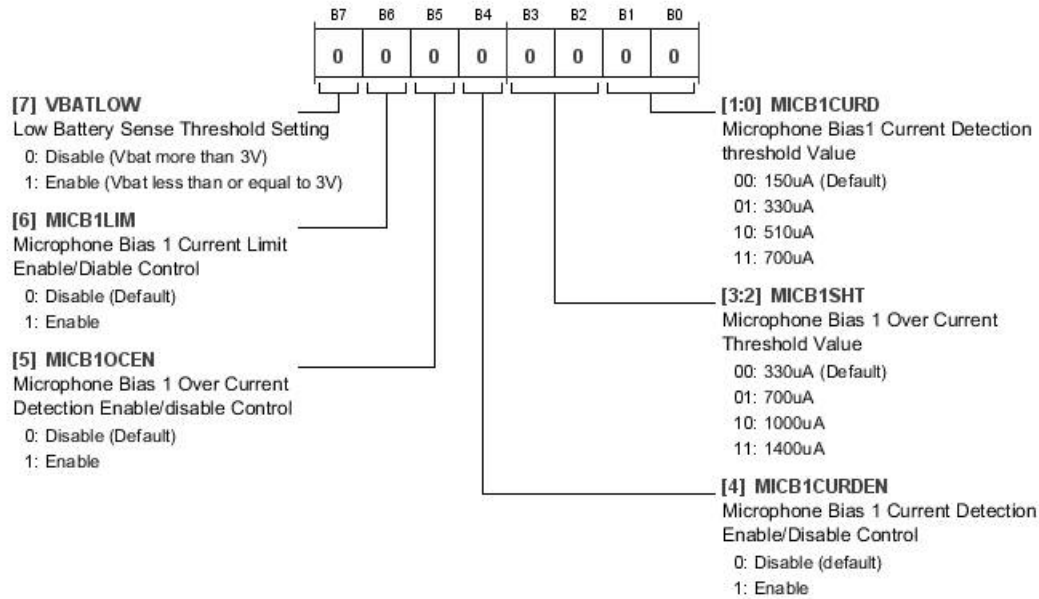 B7 B6 B5 B4 B3 B2 B1 B0
0 0 0 0 0 0 0 0
[7] VBATLOW
Low Battery Sense Threshold Setting
0: Disable (Vbat more than 3V)
1: Enable (Vbat less than or equal to 3V)
[6] MICB1LIM
Microphone Bias 1 Current Limit
Enable/Diable Control
0: Disable (Default)
1: Enable
[5] MICB1OCEN
Microphone Bias 1 Over Current
Detection Enable/disable Control
0: Disable (Default)
1: Enable
[1:0] MICB1CURD
Microphone Bias1 Current Detection
threshold Value
00: 150uA (Default)
01: 330uA
10: 510uA
11: 700uA
[3:2] MICB1SHT
Microphone Bias 1 Over Current
Threshold Value
00: 330uA (Default)
01: 700uA
10: 1000uA
11: 1400uA
[4] MICB1CURDEN
Microphone Bias 1 Current Detection
Enable/Disable Control
0: Disable (default)
1: Enable